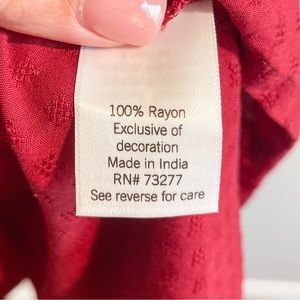 100% Rayon
Exclusive of
decoration
Made in India
RN# 73277
See reverse for care